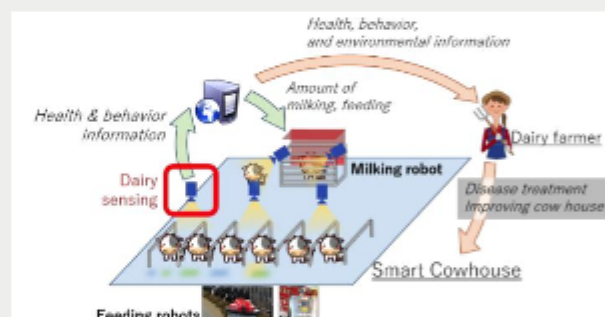 Health, behavior,
and environmental information
Amount of
milking, feeding
Health & behavior
information
Dairy farmer
Milking robot
Dairy
sensing
Disease treatment
Improving cow house
Smart Cowhouse
Feeding robots